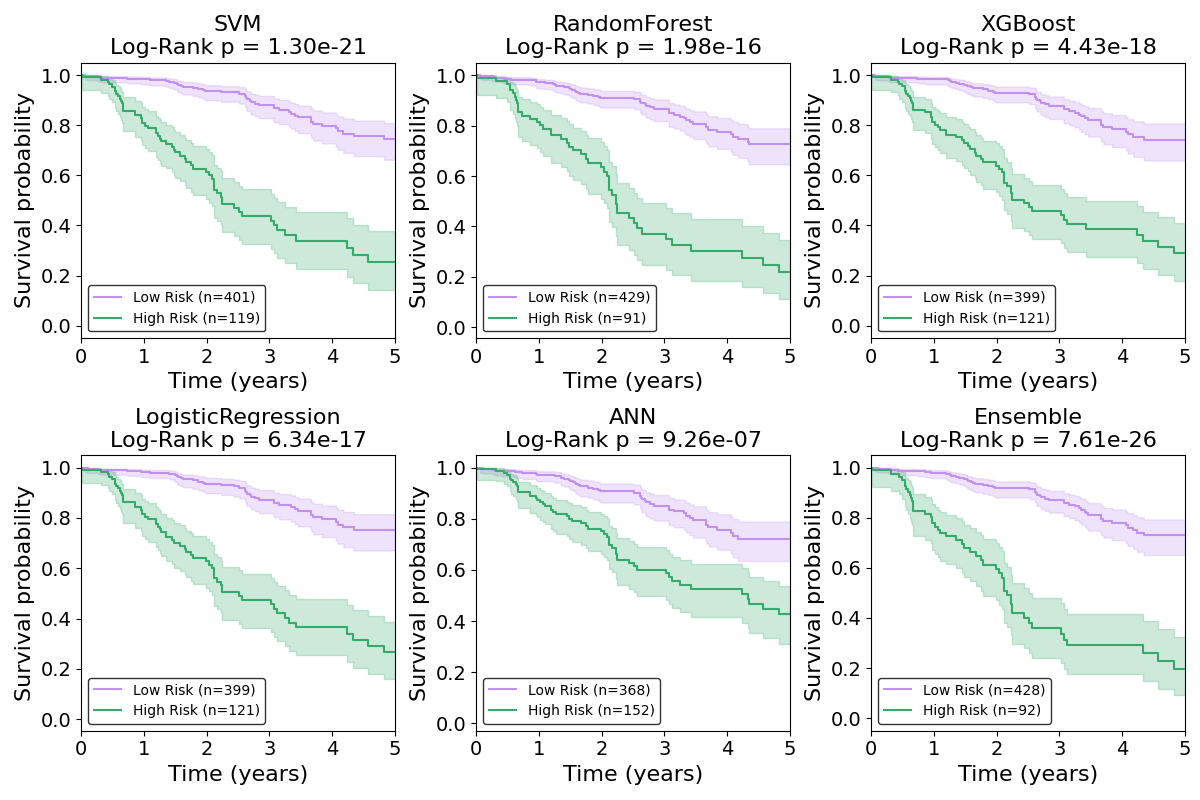 SVM
Log-Rank p = 1.30e-21
Survival probability
1.0
0.8
0.6
0.4
0.2
0.0
Low Risk (n=401)
High Risk (n=119)
0 1 2 3 4 5
Time (years)
RandomForest
Log-Rank p = 1.98e-16
Survival probability
1.0
0.8
0.6
0.4
0.2
0.0
Low Risk (n=429)
High Risk (n=91)
0 1 2 3 4 5
Time (years)
XGBoost
Log-Rank p = 4.43e-18
Survival probability
1.0
0.8
0.6
0.4
0.2
0.0
Low Risk (n=399)
High Risk (n=121)
0 1 2 3 4 5
Time (years)
LogisticRegression
Log-Rank p = 6.34e-17
Survival probability
1.0
0.8
0.6
0.4
0.2
0.0
Low Risk (n=399)
High Risk (n=121)
0 1 2 3 4 5
Time (years)
ANN
Log-Rank p = 9.26e-07
Survival probability
1.0
0.8
0.6
0.4
0.2
0.0
Low Risk (n=368)
High Risk (n=152)
0 1 2 3 4 5
Time (years)
Ensemble
Log-Rank p = 7.61e-26
Survival probability
1.0
0.8
0.6
0.4
0.2
0.0
Low Risk (n=428)
High Risk (n=92)
0 1 2 3 4 5
Time (years)